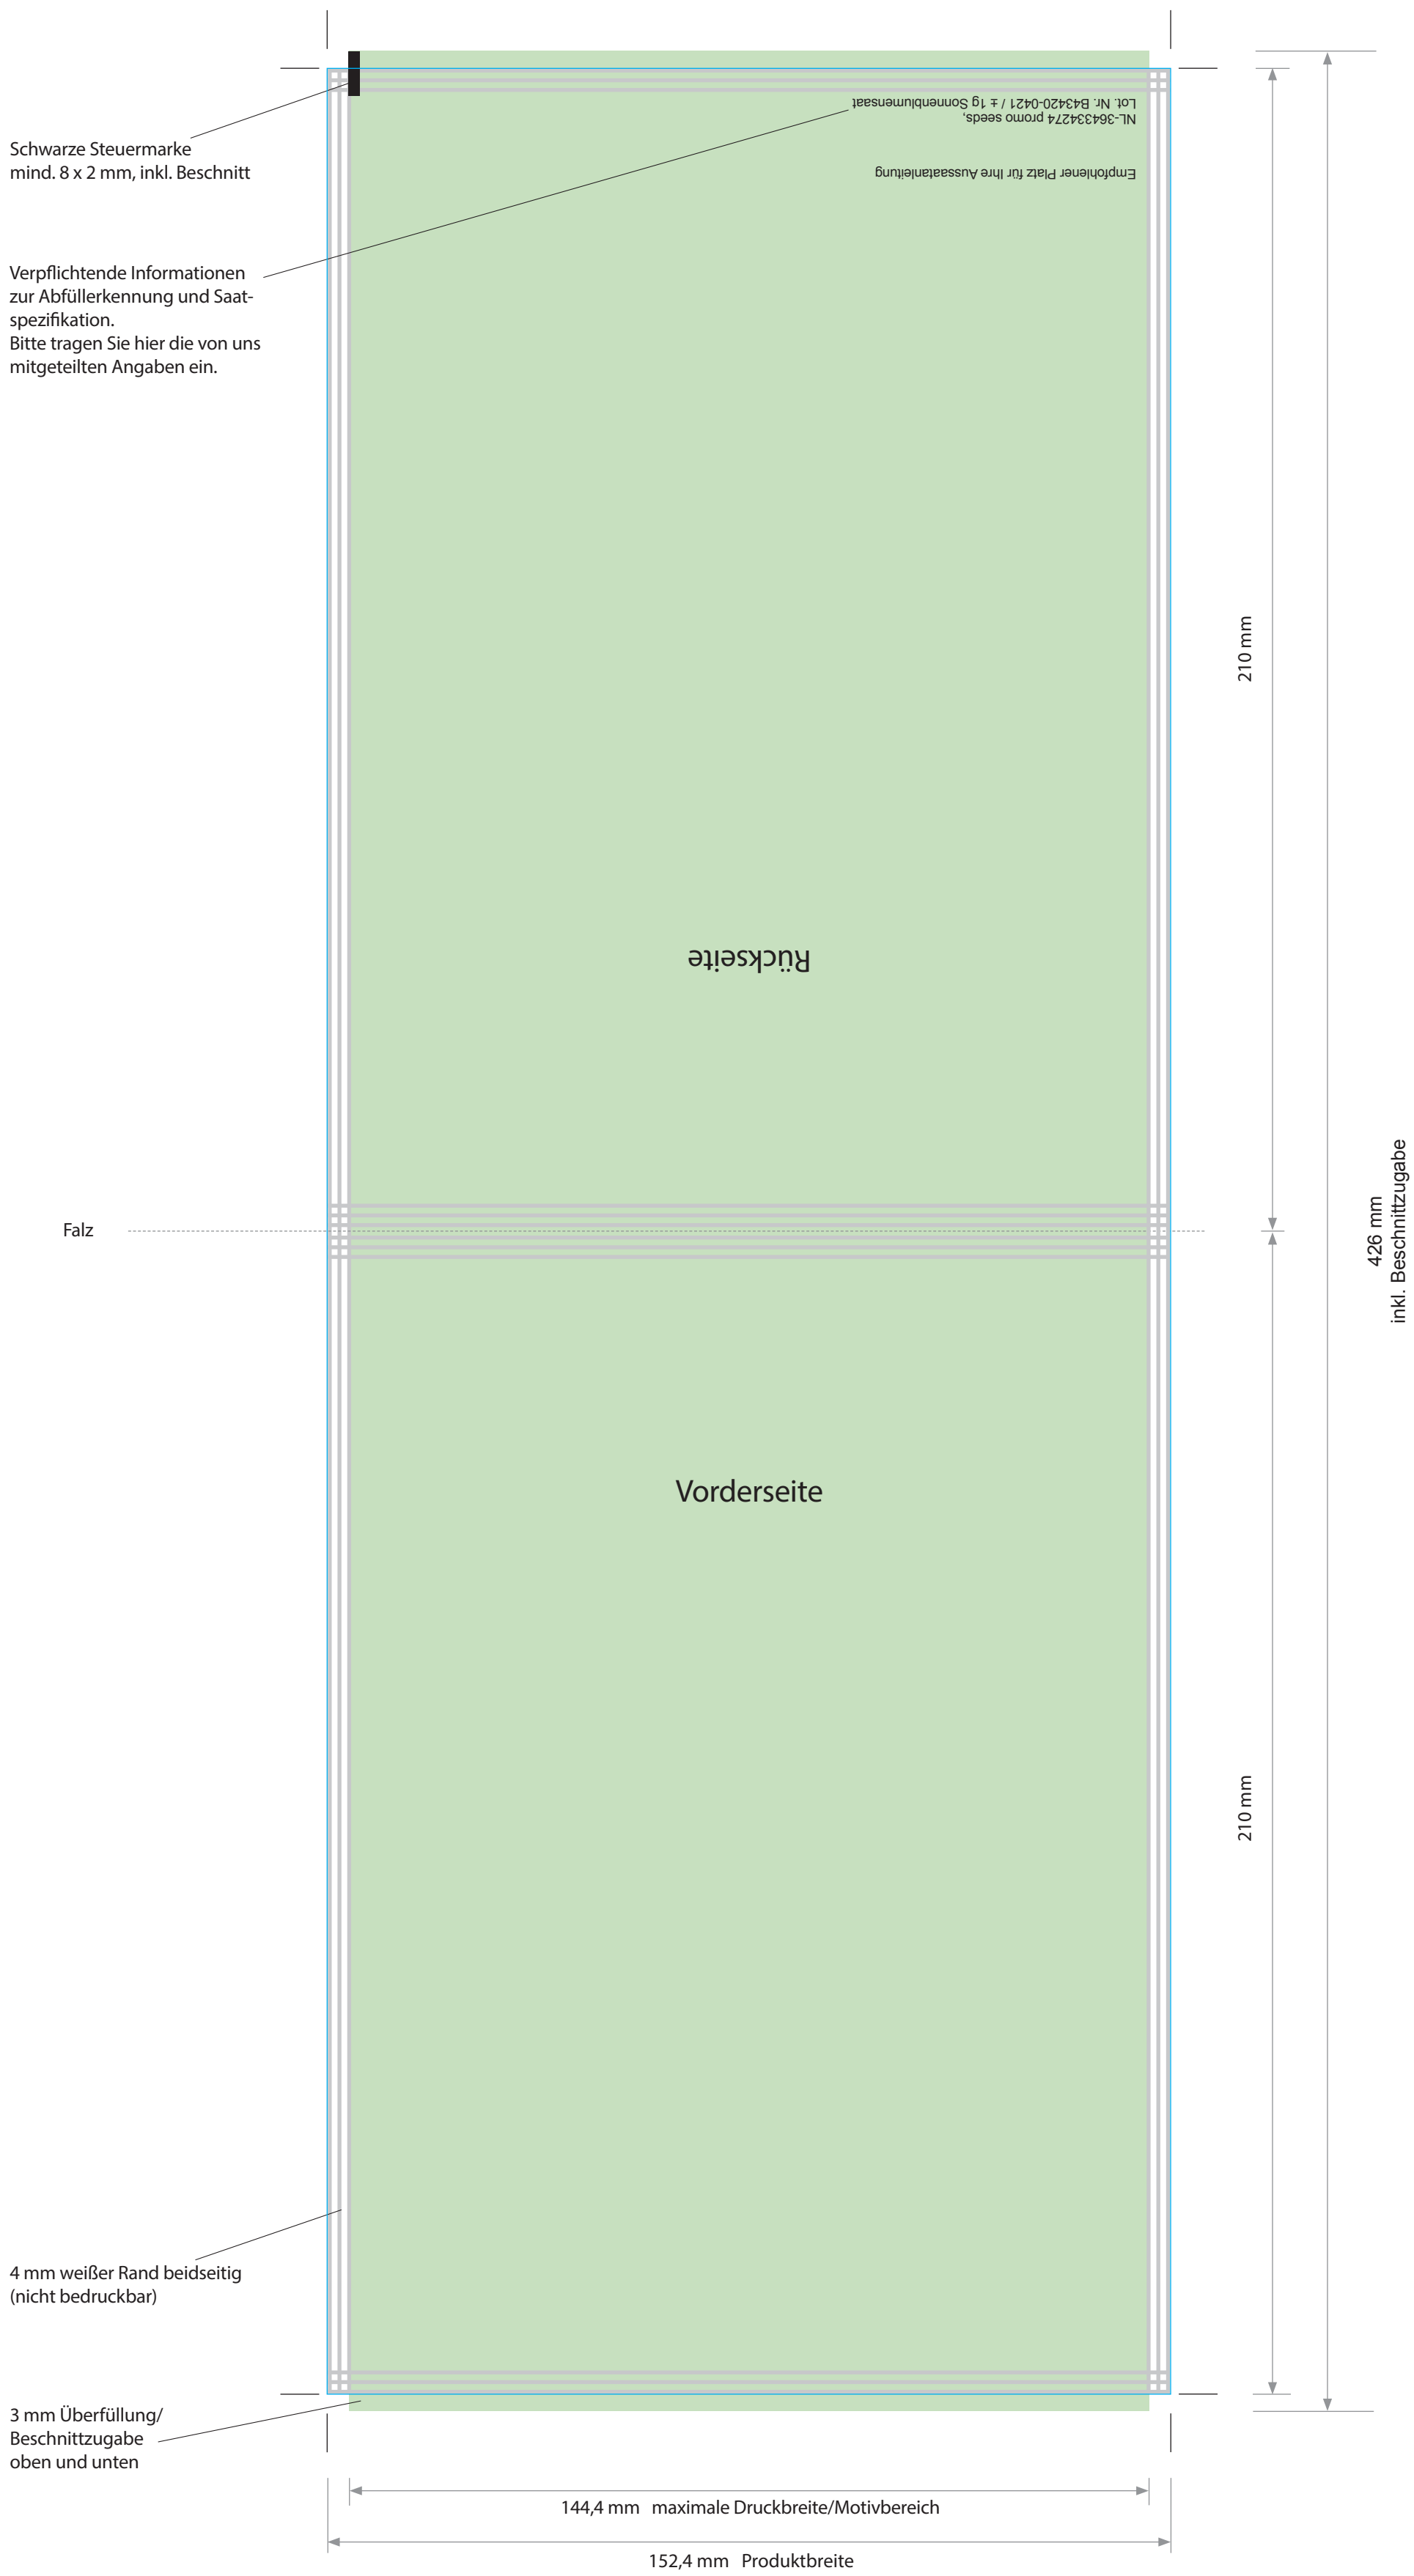 Schwarze Steuermarke
mind. 8 x 2 mm, inkl. Beschnitt
Lot. Nr. B43420-0421 / ± 1g Sonnenblumensaat
NL-364334274 promo seeds,
Empfohlener Platz für Ihre Aussaatanleitung
Verpflichtende Informationen
zur Abfüllerkennung und Saat-
spezifikation.
Bitte tragen Sie hier die von uns
mitgeteilten Angaben ein.
210 mm
Rückseite
Falz
426 mm
inkl. Beschnittzugabe
Vorderseite
210 mm
4 mm weißer Rand beidseitig
(nicht bedruckbar)
3 mm Überfüllung/
Beschnittzugabe
oben und unten
144,4 mm maximale Druckbreite/Motivbereich
152,4 mm Produktbreite